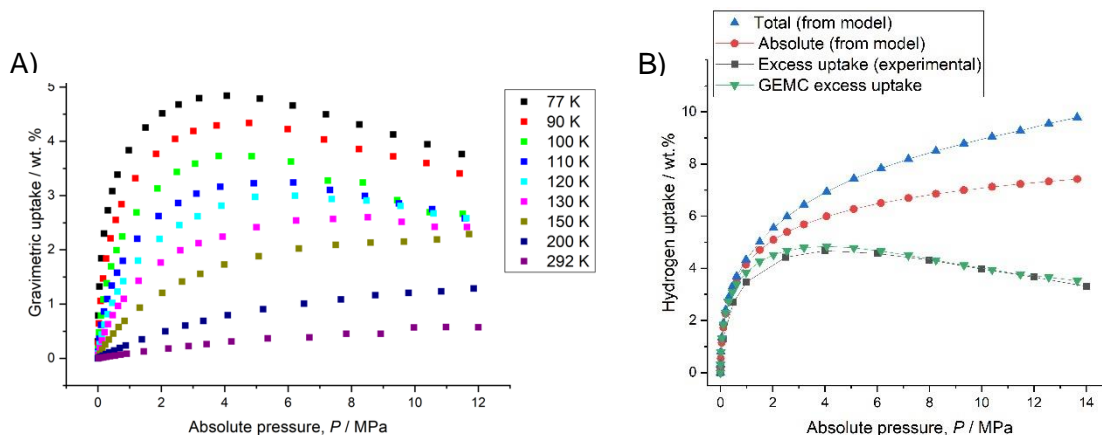 A)
Gravimetric uptake / wt. %
5
4
3
2
1
0
0 2 4 6 8 10 12
Absolute pressure, P / MPa
77 K
90 K
100 K
110 K
120 K
130 K
150 K
200 K
292 K
B)
Total (from model)
Absolute (from model)
Excess uptake (experimental)
GEMC excess uptake
Hydrogen uptake / wt.%
10
8
6
4
2
0
0 2 4 6 8 10 12 14
Absolute pressure, P / MPa